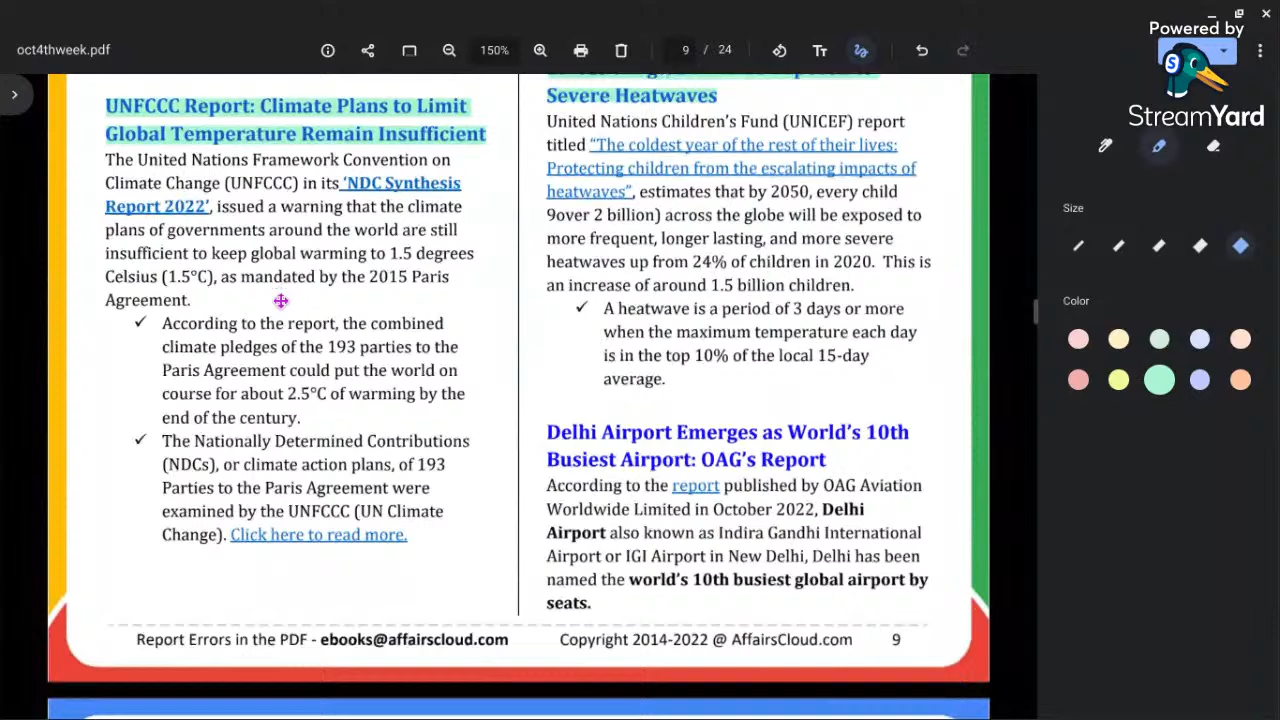 oct4thweek.pdf
150%
9 / 24
Powered by
StreamYard
UNFCCC Report: Climate Plans to Limit
Global Temperature Remain Insufficient
The United Nations Framework Convention on
Climate Change (UNFCCC) in its 'NDC Synthesis
Report 2022', issued a warning that the climate
plans of governments around the world are still
insufficient to keep global warming to 1.5 degrees
Celsius (1.5°C), as mandated by the 2015 Paris
Agreement.
✓ According to the report, the combined
climate pledges of the 193 parties to the
Paris Agreement could put the world on
course for about 2.5°C of warming by the
end of the century.
✓ The Nationally Determined Contributions
(NDCs), or climate action plans, of 193
Parties to the Paris Agreement were
examined by the UNFCCC (UN Climate
Change). Click here to read more.
Severe Heatwaves
United Nations Children's Fund (UNICEF) report
titled "The coldest year of the rest of their lives:
Protecting children from the escalating impacts of
heatwaves", estimates that by 2050, every child
9over 2 billion) across the globe will be exposed to
more frequent, longer lasting, and more severe
heatwaves up from 24% of children in 2020. This is
an increase of around 1.5 billion children.
✓ A heatwave is a period of 3 days or more
when the maximum temperature each day
is in the top 10% of the local 15-day
average.
Delhi Airport Emerges as World's 10th
Busiest Airport: OAG's Report
According to the report published by OAG Aviation
Worldwide Limited in October 2022, Delhi
Airport also known as Indira Gandhi International
Airport or IGI Airport in New Delhi, Delhi has been
named the world's 10th busiest global airport by
seats.
Report Errors in the PDF - ebooks@affairscloud.com
Copyright 2014-2022 @ AffairsCloud.com 9
Size
Color